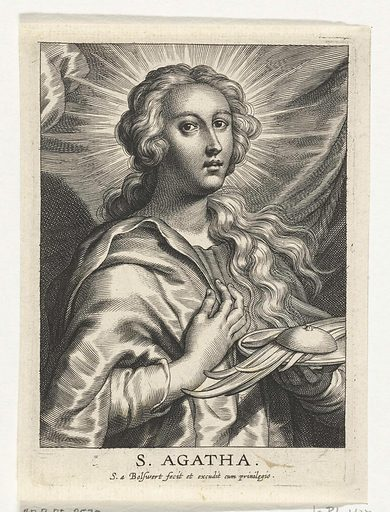 S. AGATHA.
S. a Bolswert fecit et excudit cum privilegio.